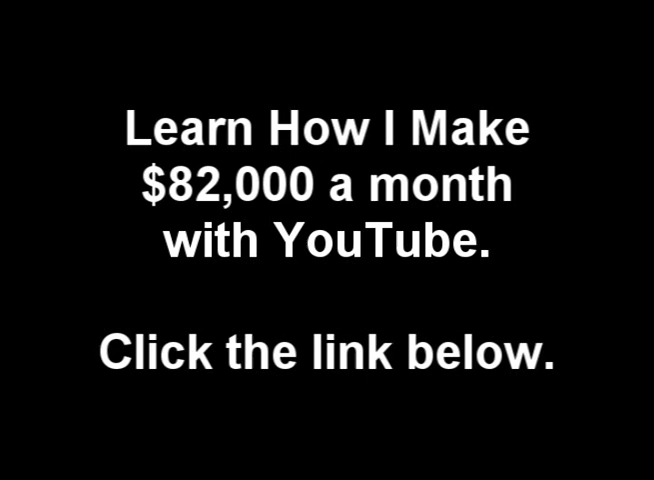 Learn How I Make
$82,000 a month
with YouTube.
Click the link below.